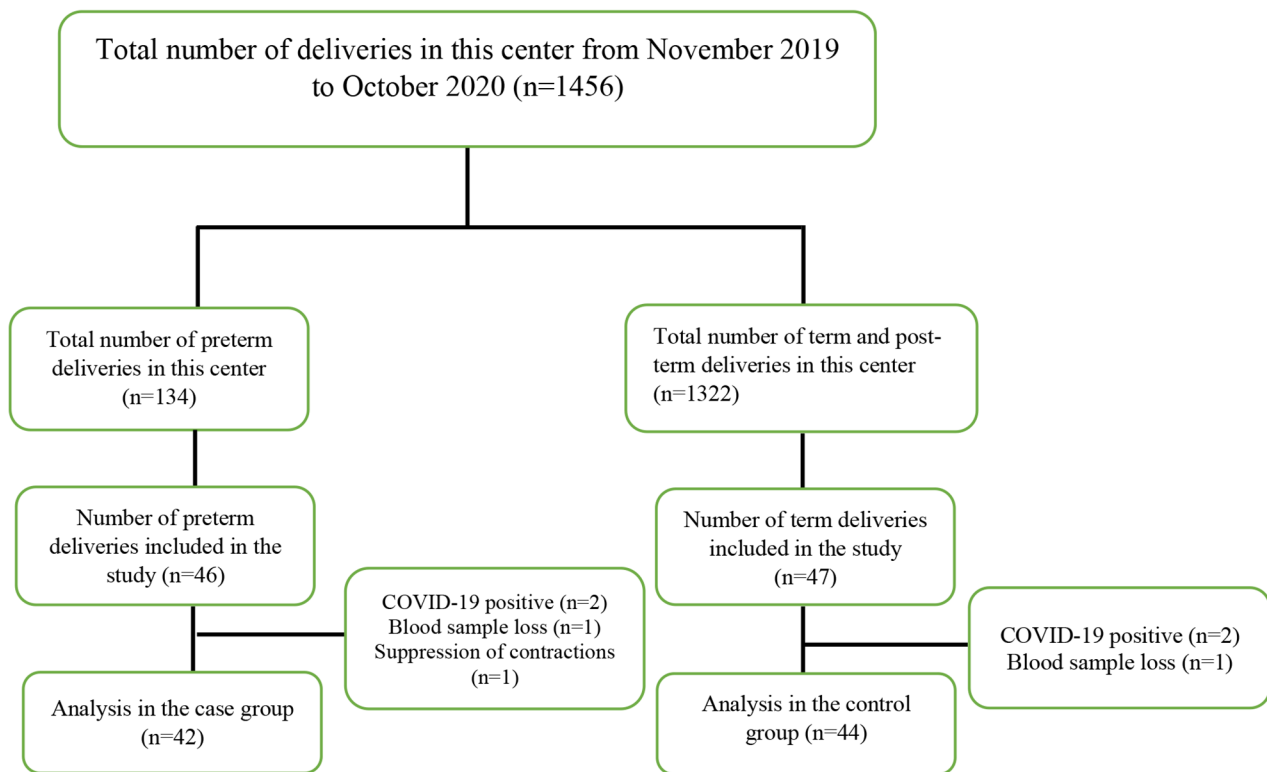 Total number of deliveries in this center from November 2019
to October 2020 (n=1456)
Total number of preterm
deliveries in this center
(n=134)
Total number of term and post-
term deliveries in this center
(n=1322)
Number of preterm
deliveries included in the
study (n=46)
Number of term deliveries
included in the study
(n=47)
COVID-19 positive (n=2)
Blood sample loss (n=1)
Suppression of contractions
(n=1)
COVID-19 positive (n=2)
Blood sample loss (n=1)
Analysis in the case group
(n=42)
Analysis in the control
group (n=44)